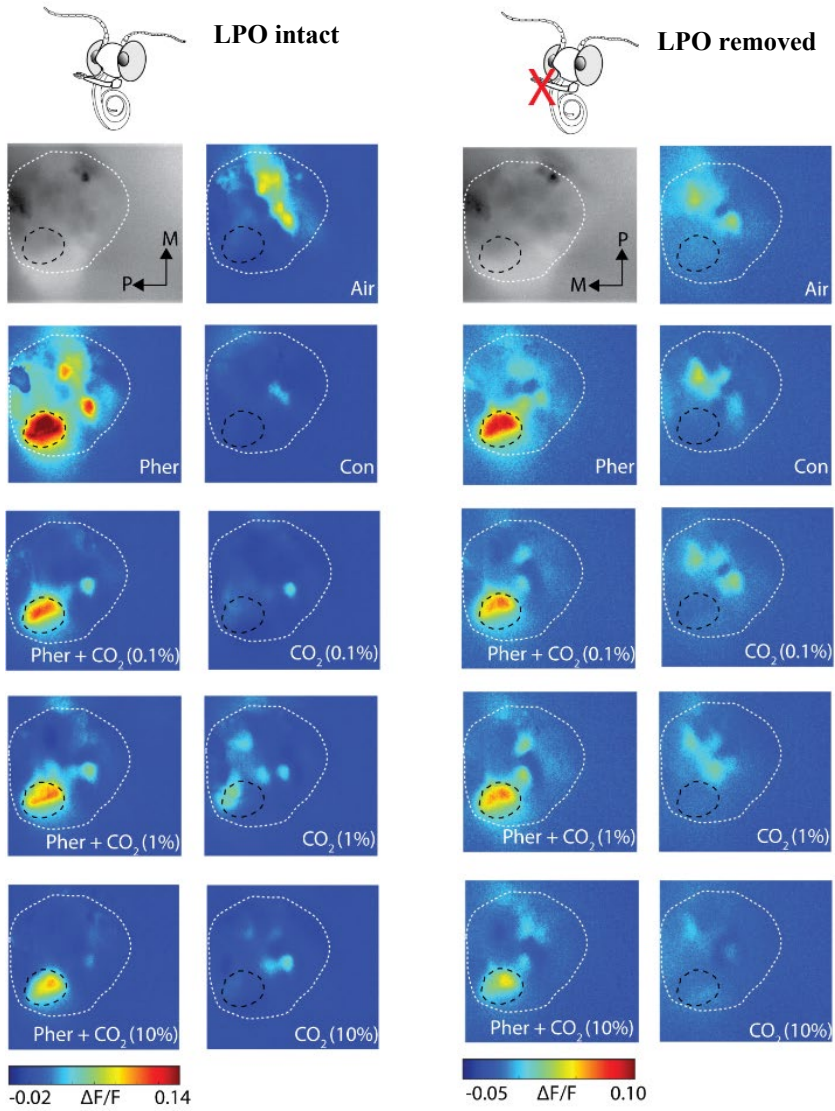 LPO intact
LPO removed
M
P
Air
P
M
Air
Pher
Con
Pher
Con
Pher + CO₂ (0.1%)
CO₂ (0.1%)
Pher + CO₂ (0.1%)
CO₂ (0.1%)
Pher + CO₂ (1%)
CO₂ (1%)
Pher + CO₂ (1%)
CO₂ (1%)
Pher + CO₂ (10%)
CO₂ (10%)
Pher + CO₂ (10%)
CO₂ (10%)
-0.02 ΔF/F 0.14
-0.05 ΔF/F 0.10